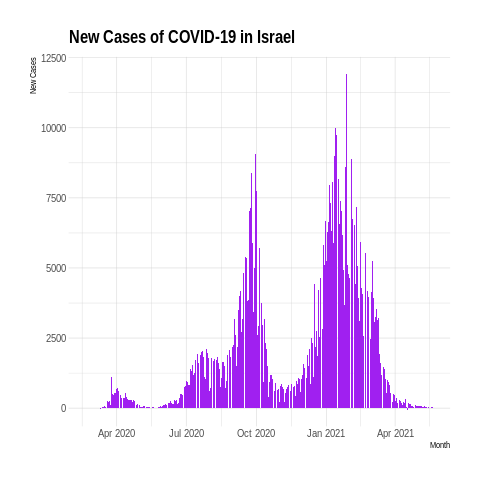 New Cases of COVID-19 in Israel
New Cases
12500
10000
7500
5000
2500
0
Apr 2020 Jul 2020 Oct 2020 Jan 2021 Apr 2021
Month